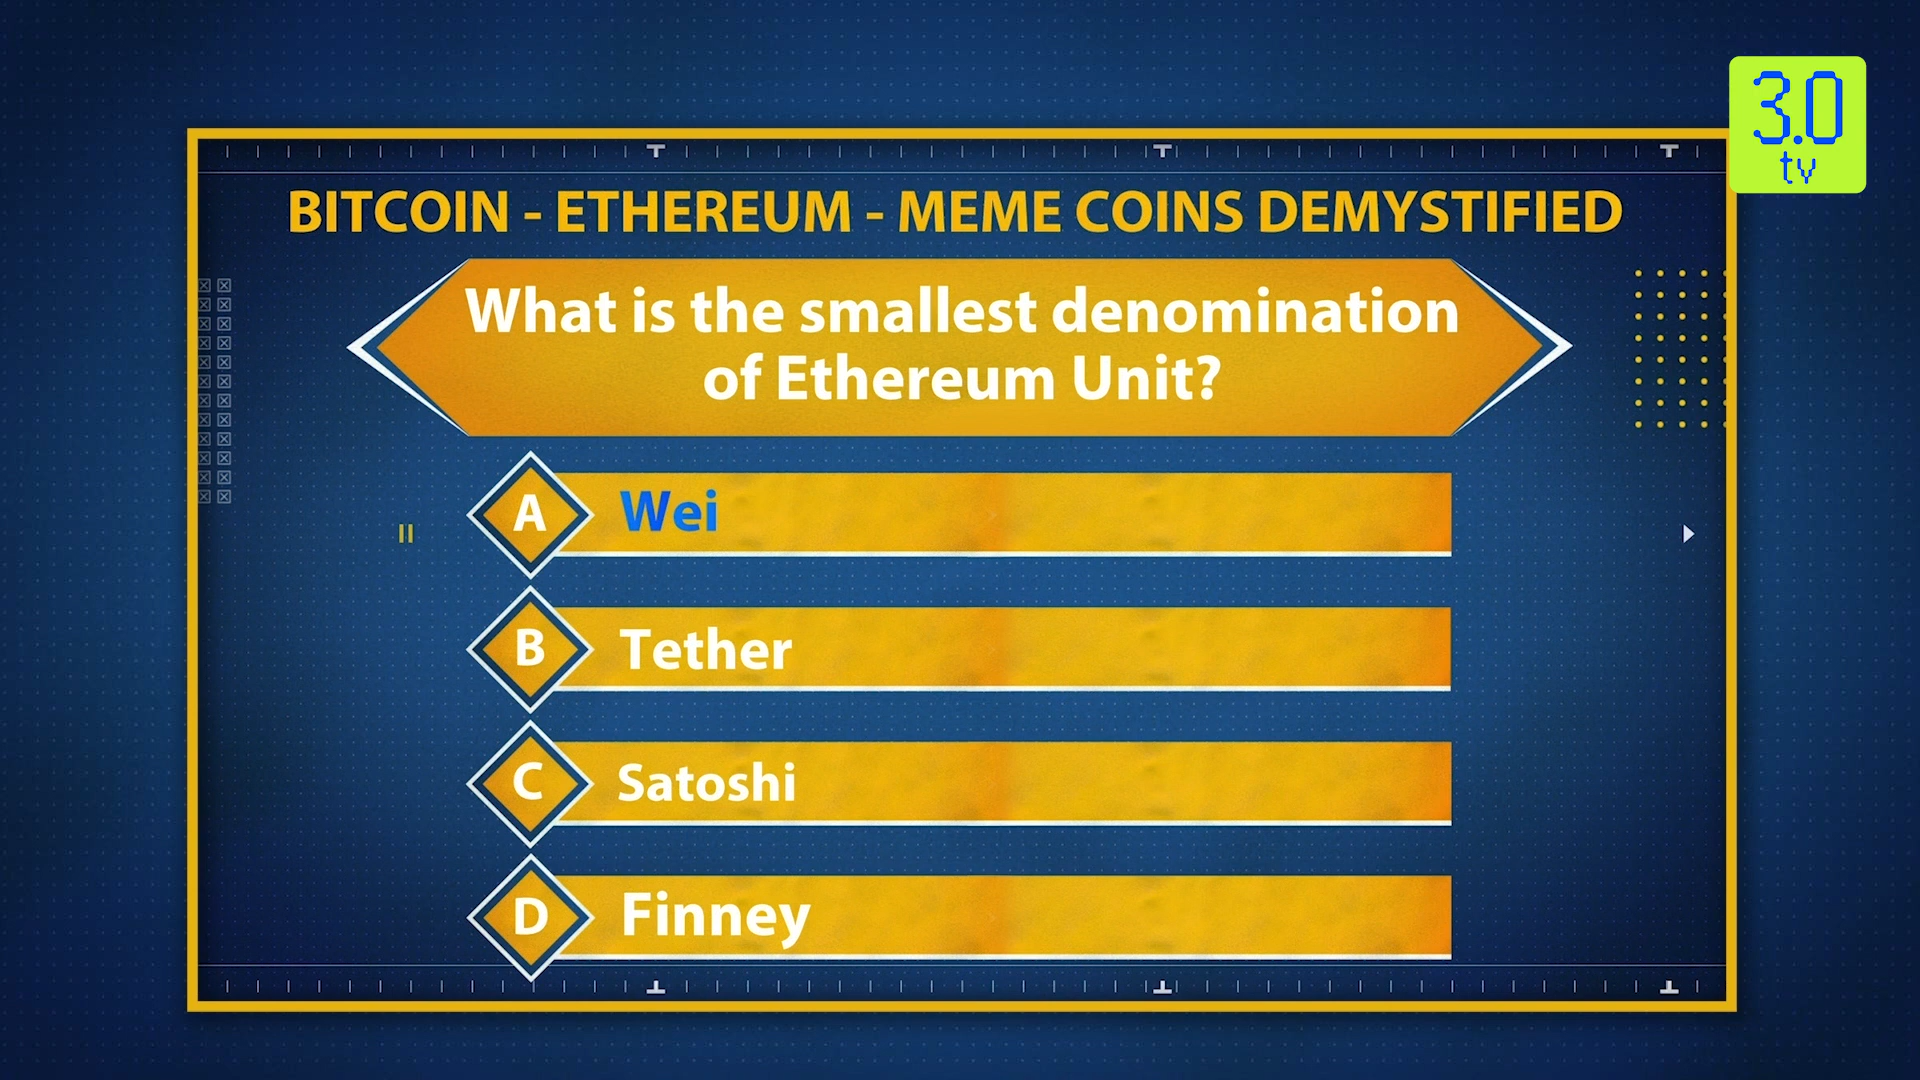 3.0
tv
BITCOIN - ETHEREUM - MEME COINS DEMYSTIFIED
What is the smallest denomination
of Ethereum Unit?
A Wei
B Tether
C Satoshi
D Finney